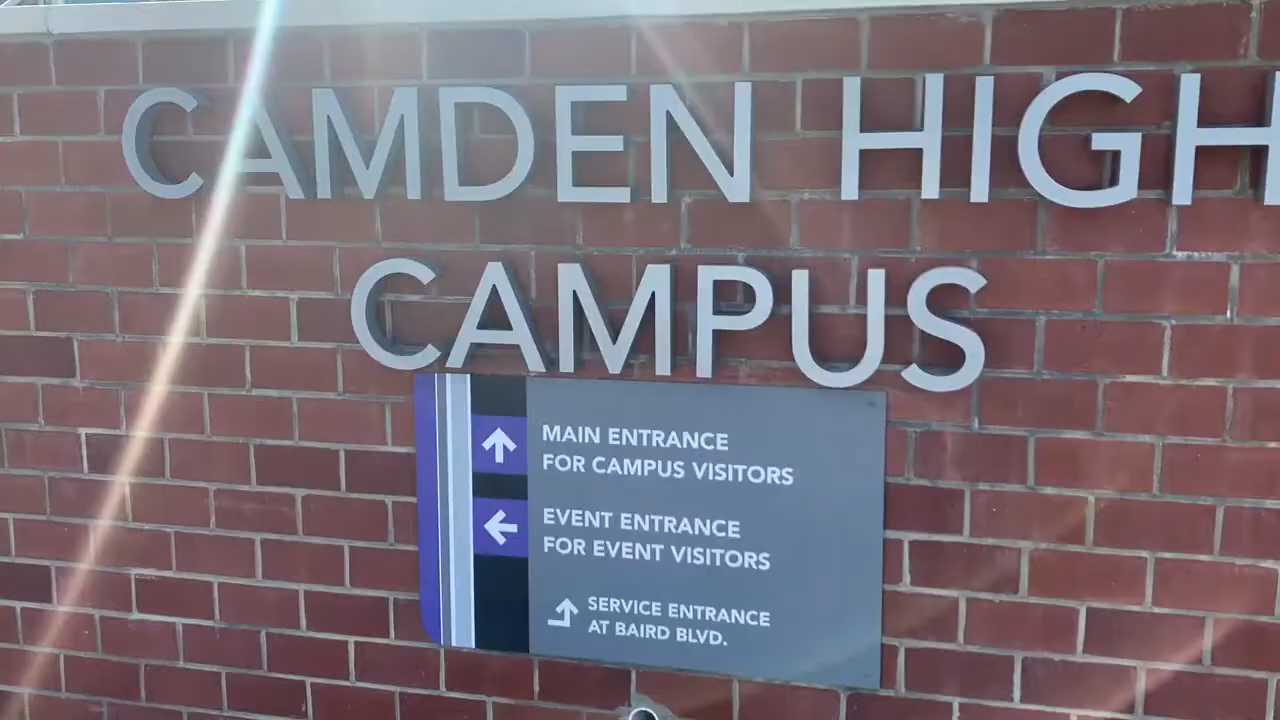 CAMDEN HIGH
CAMPUS
MAIN ENTRANCE
FOR CAMPUS VISITORS
EVENT ENTRANCE
FOR EVENT VISITORS
SERVICE ENTRANCE
AT BAIRD BLVD.